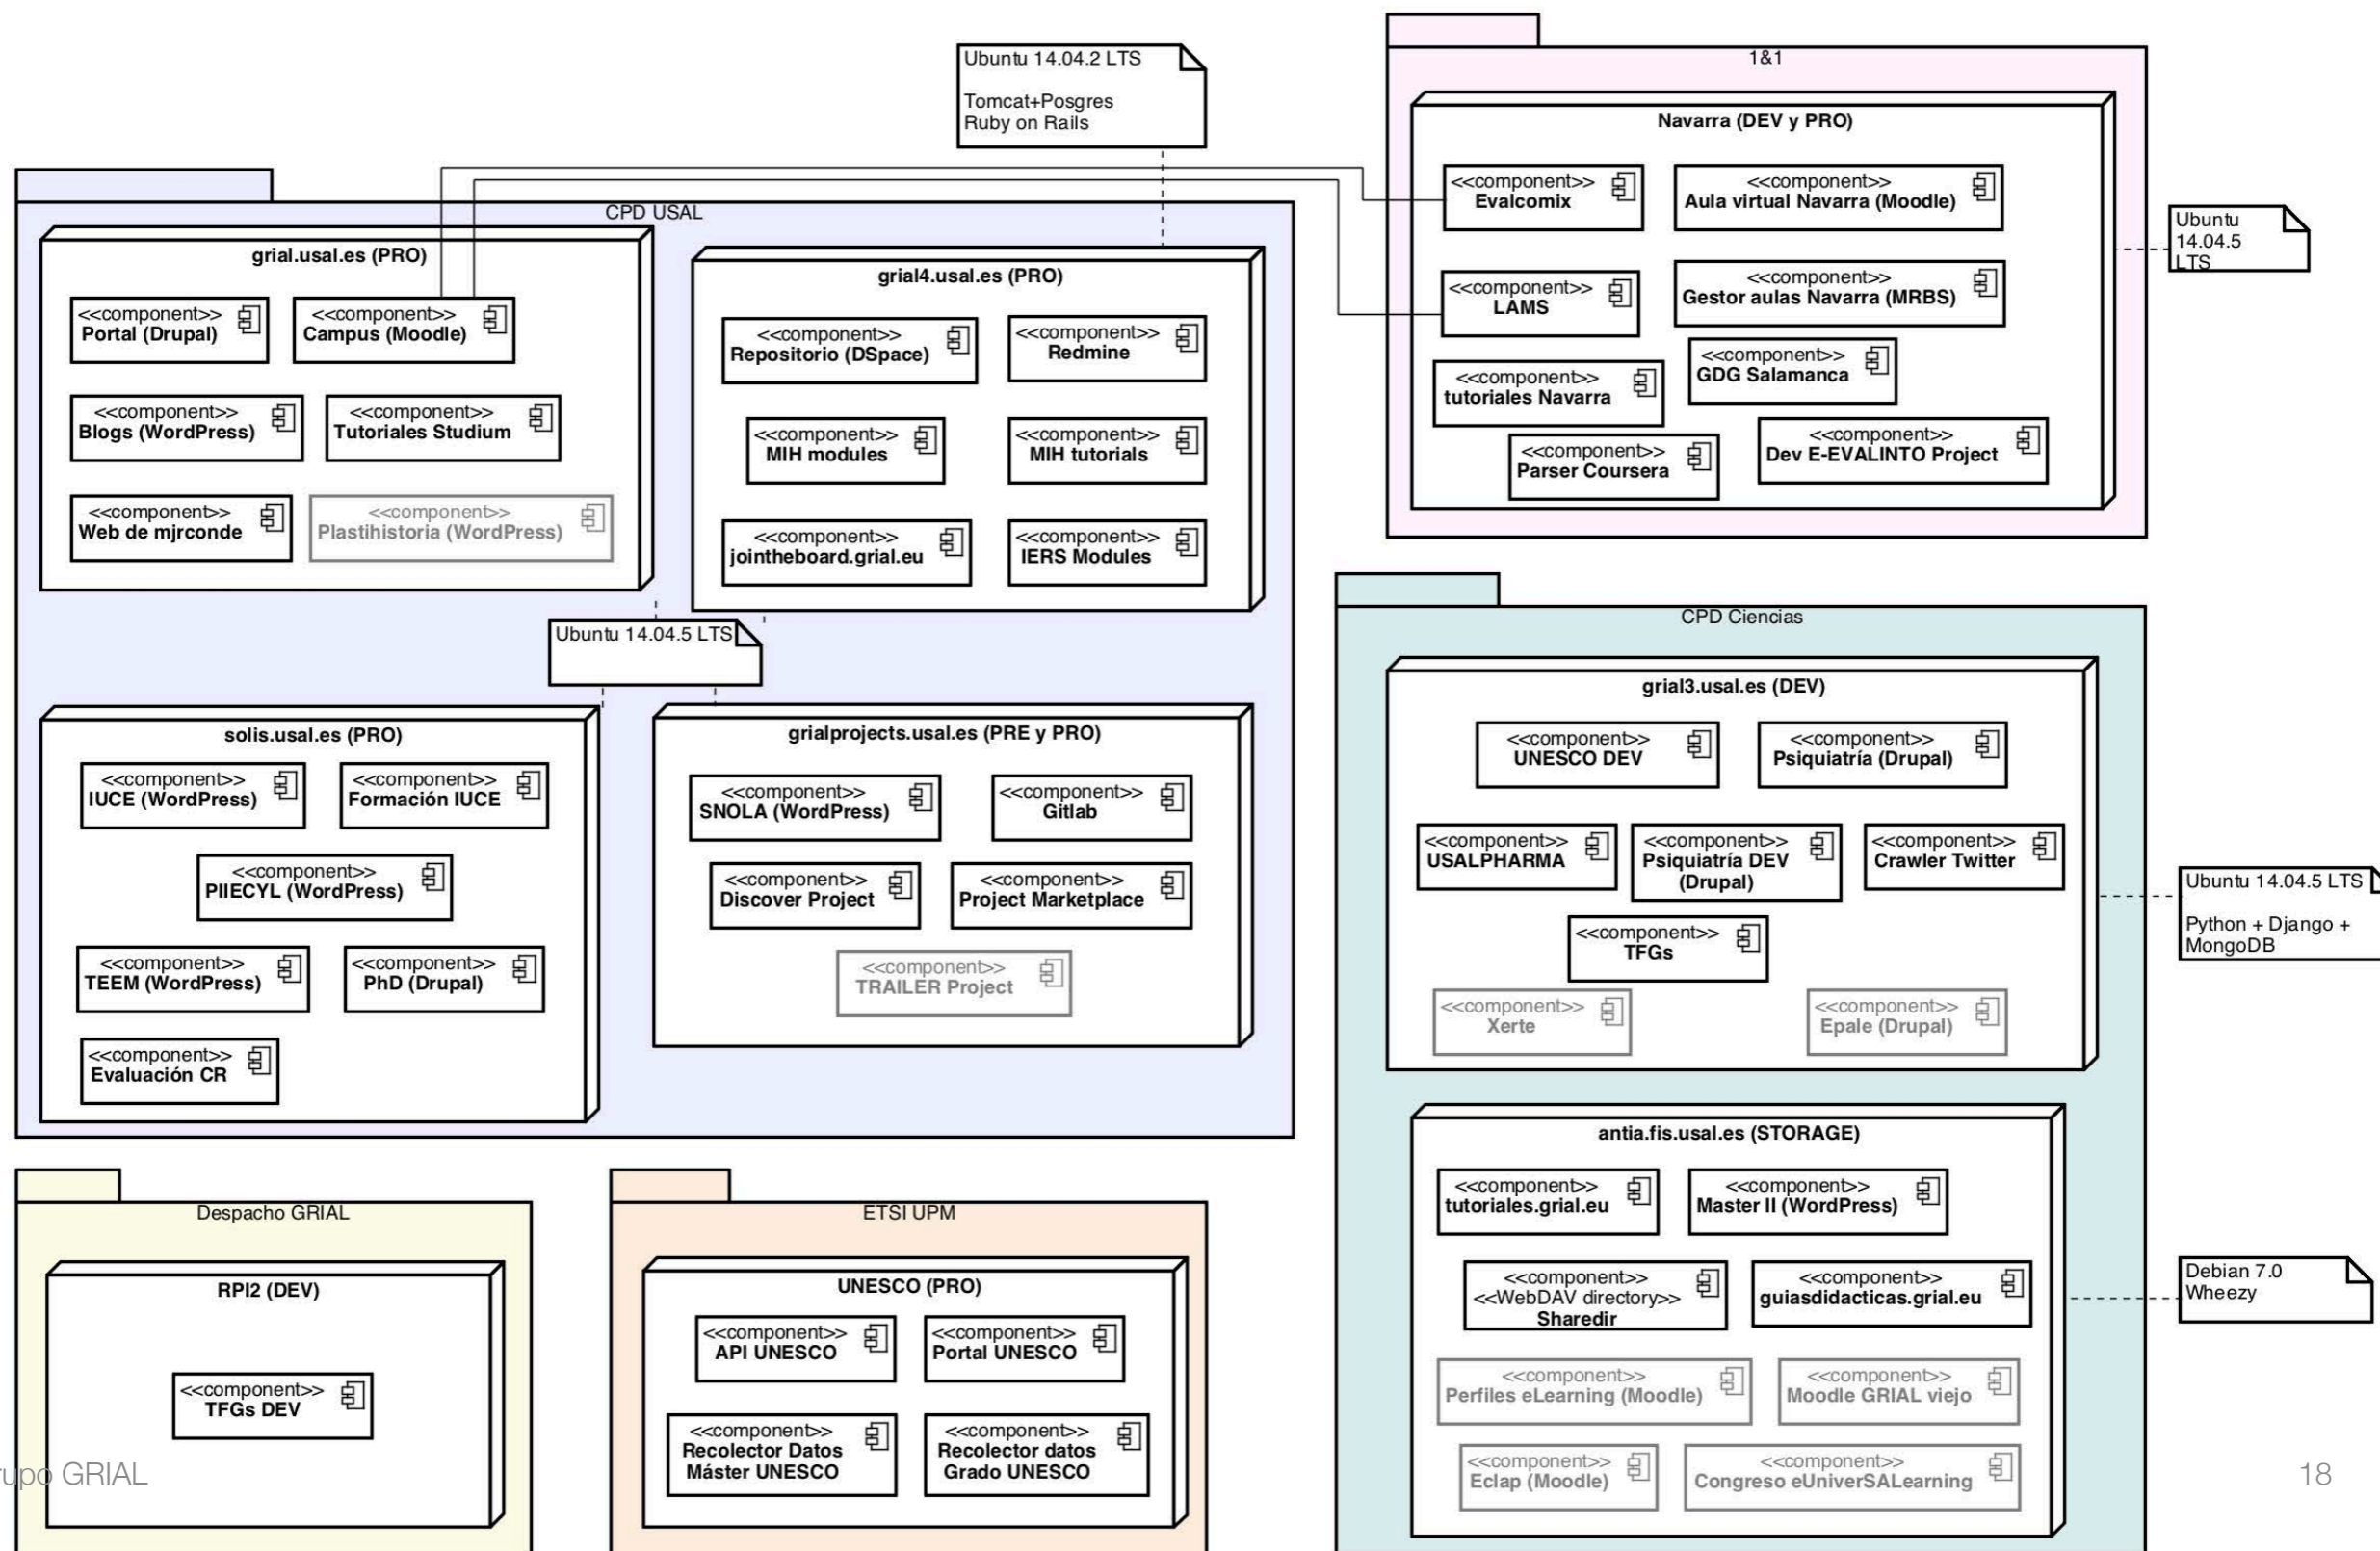 Ubuntu 14.04.2 LTS
Tomcat+Posgres
Ruby on Rails
CPD USAL
grial.usal.es (PRO)
<<component>>
Portal (Drupal)
<<component>>
Campus (Moodle)
<<component>>
Blogs (WordPress)
<<component>>
Tutoriales Studium
<<component>>
Web de mjrconde
<<component>>
Plastihistoria (WordPress)
grial4.usal.es (PRO)
<<component>>
Repositorio (DSpace)
<<component>>
Redmine
<<component>>
MIH modules
<<component>>
MIH tutorials
<<component>>
jointheboard.grial.eu
<<component>>
IERS Modules
Ubuntu 14.04.5 LTS
solis.usal.es (PRO)
<<component>>
IUCE (WordPress)
<<component>>
Formación IUCE
<<component>>
PIIECYL (WordPress)
<<component>>
TEEM (WordPress)
<<component>>
PhD (Drupal)
<<component>>
Evaluación CR
grialprojects.usal.es (PRE y PRO)
<<component>>
SNOLA (WordPress)
<<component>>
Gitlab
<<component>>
Discover Project
<<component>>
Project Marketplace
<<component>>
TRAILER Project
1&1
Navarra (DEV y PRO)
<<component>>
Evalcomix
<<component>>
Aula virtual Navarra (Moodle)
<<component>>
LAMS
<<component>>
Gestor aulas Navarra (MRBS)
<<component>>
tutoriales Navarra
<<component>>
GDG Salamanca
<<component>>
Parser Coursera
<<component>>
Dev E-EVALINTO Project
Ubuntu
14.04.5
LTS
CPD Ciencias
grial3.usal.es (DEV)
<<component>>
UNESCO DEV
<<component>>
Psiquiatría (Drupal)
<<component>>
USALPHARMA
<<component>>
Psiquiatría DEV
(Drupal)
<<component>>
Crawler Twitter
<<component>>
TFGs
<<component>>
Xerte
<<component>>
Epale (Drupal)
Ubuntu 14.04.5 LTS
Python + Django +
MongoDB
antia.fis.usal.es (STORAGE)
<<component>>
tutoriales.grial.eu
<<component>>
Master II (WordPress)
<<component>>
<<WebDAV directory>>
Sharedir
<<component>>
guiasdidacticas.grial.eu
<<component>>
Perfiles eLearning (Moodle)
<<component>>
Moodle GRIAL viejo
<<component>>
Eclap (Moodle)
<<component>>
Congreso eUniverSALearning
Debian 7.0
Wheezy
Despacho GRIAL
RPI2 (DEV)
<<component>>
TFGs DEV
ETSI UPM
UNESCO (PRO)
<<component>>
API UNESCO
<<component>>
Portal UNESCO
<<component>>
Recolector Datos
Máster UNESCO
<<component>>
Recolector datos
Grado UNESCO
rupo GRIAL
18